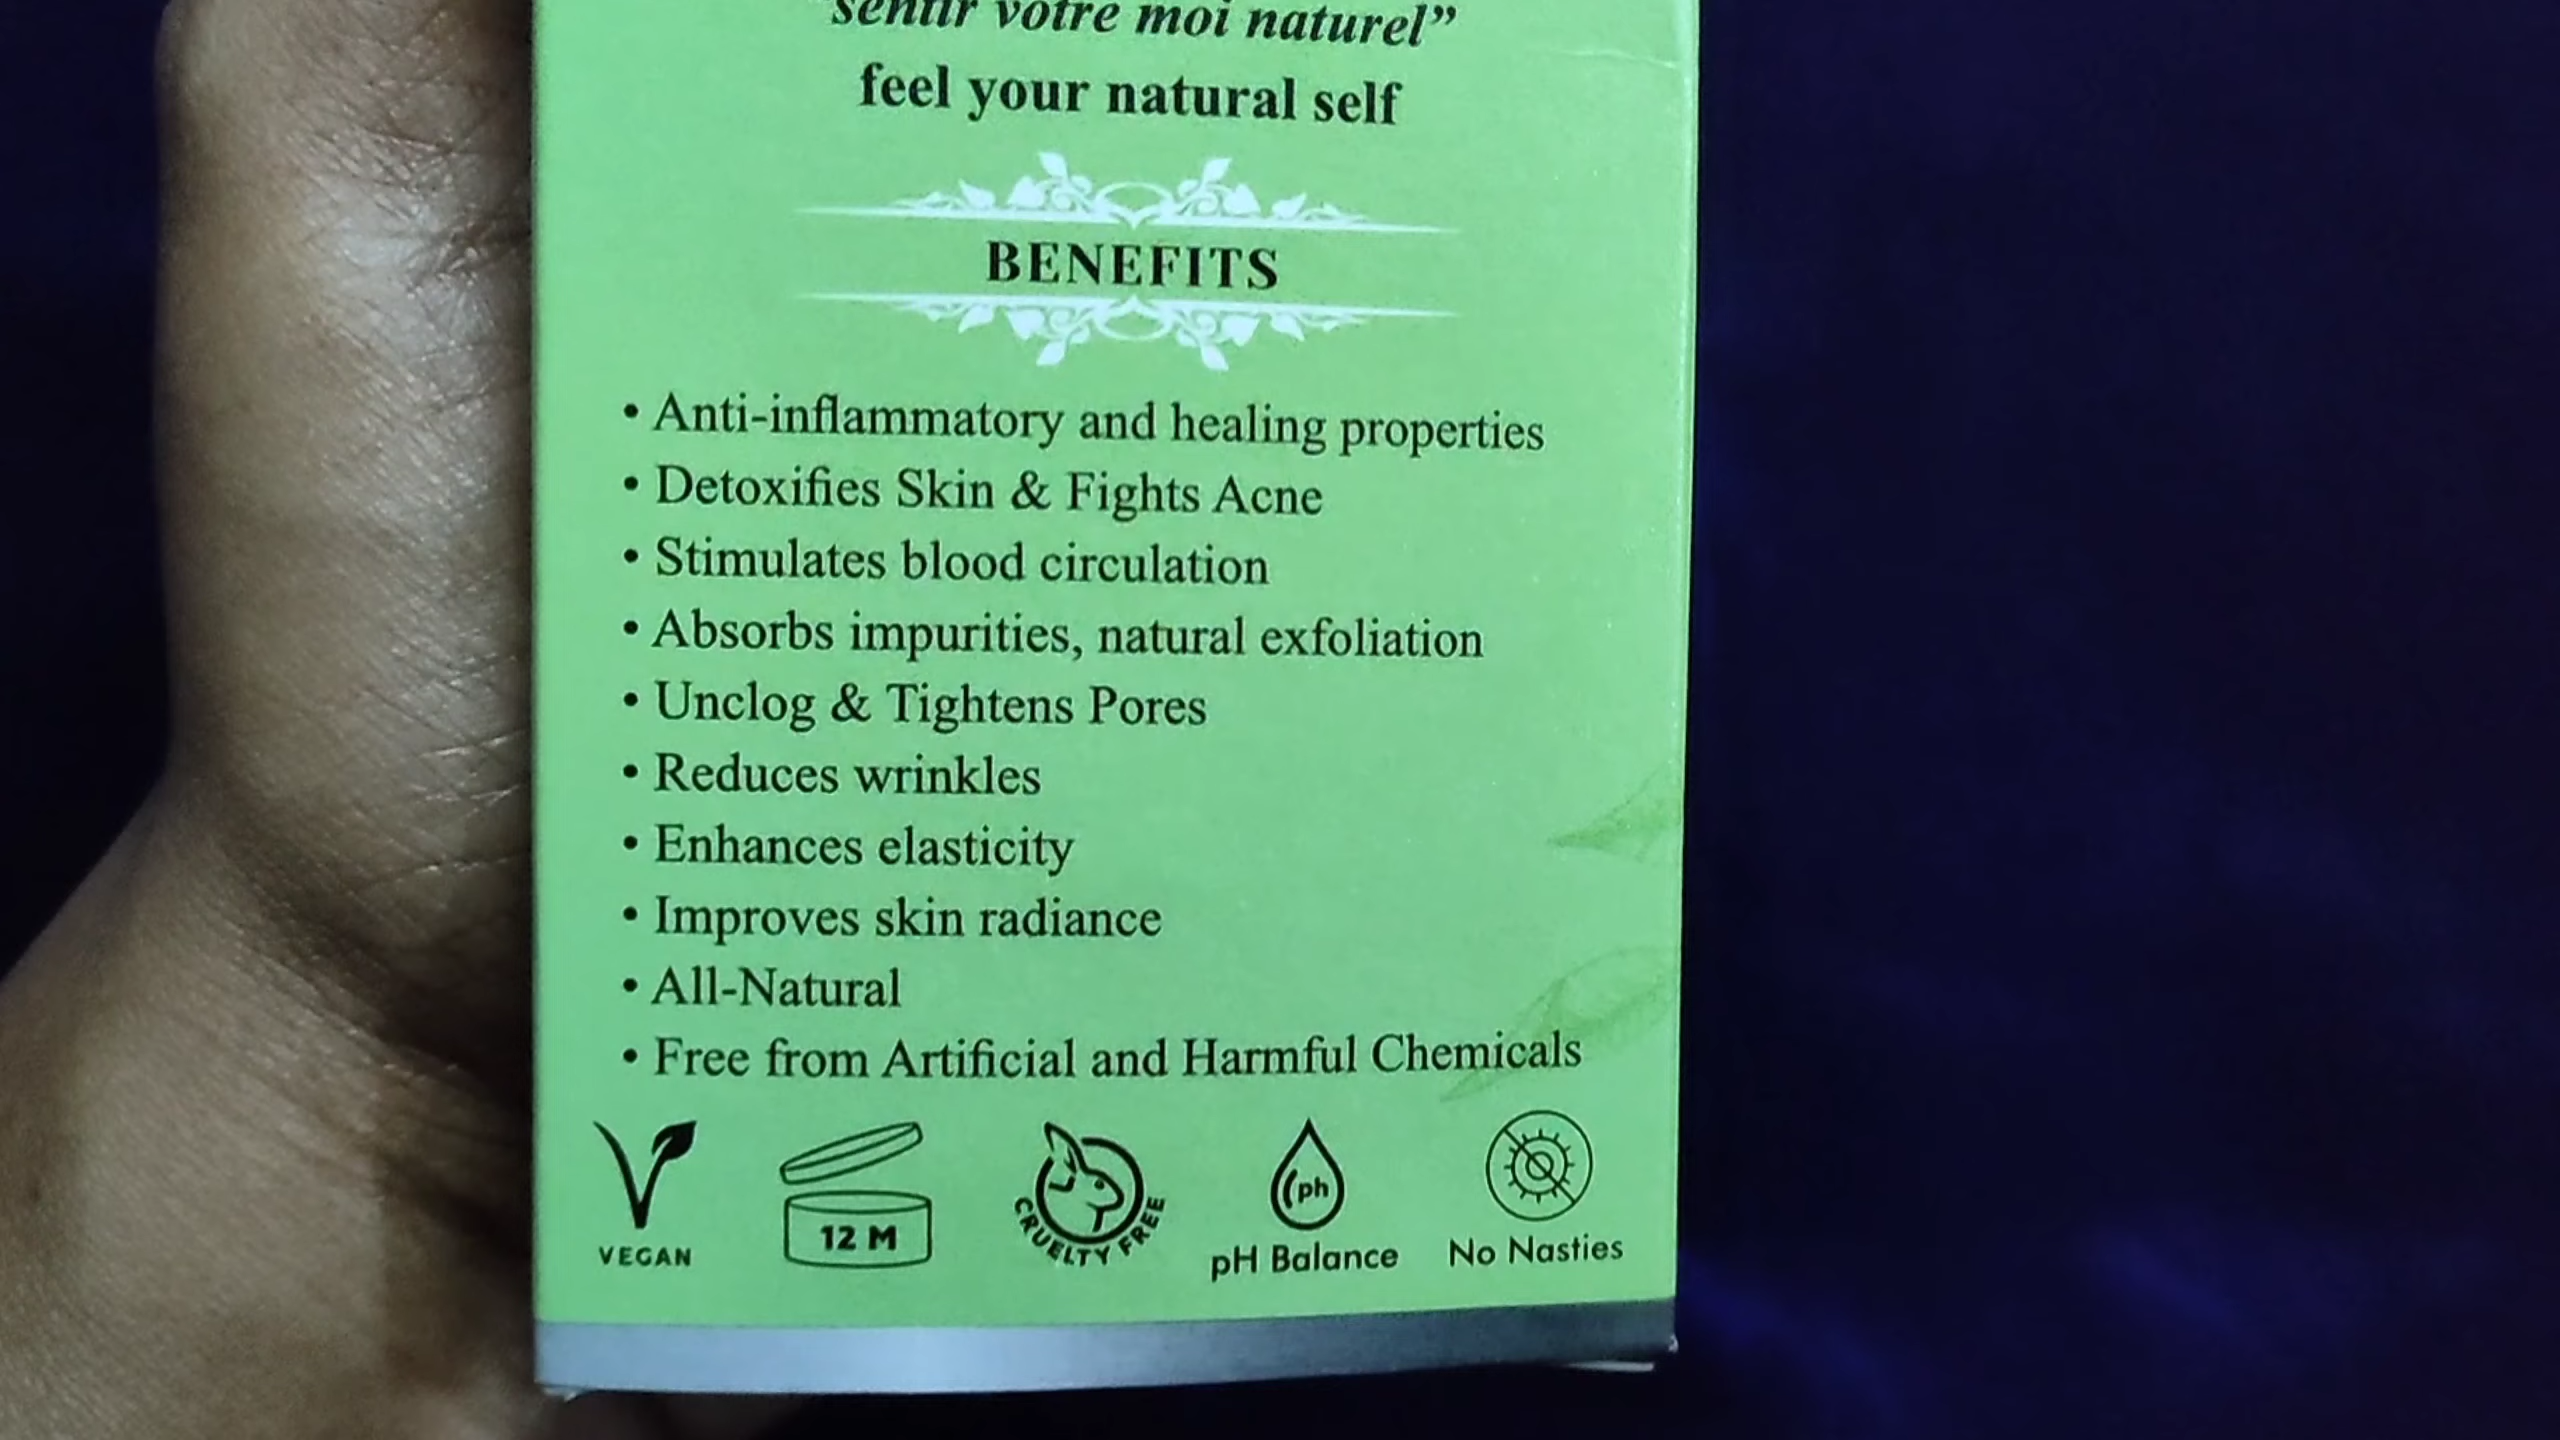 "sentir votre moi naturel”
feel your natural self
BENEFITS
• Anti-inflammatory and healing properties
• Detoxifies Skin & Fights Acne
• Stimulates blood circulation
• Absorbs impurities, natural exfoliation
• Unclog & Tightens Pores
• Reduces wrinkles
• Enhances elasticity
• Improves skin radiance
• All-Natural
• Free from Artificial and Harmful Chemicals
VEGAN
12 M
CRUELTY FREE
ph
pH Balance
No Nasties